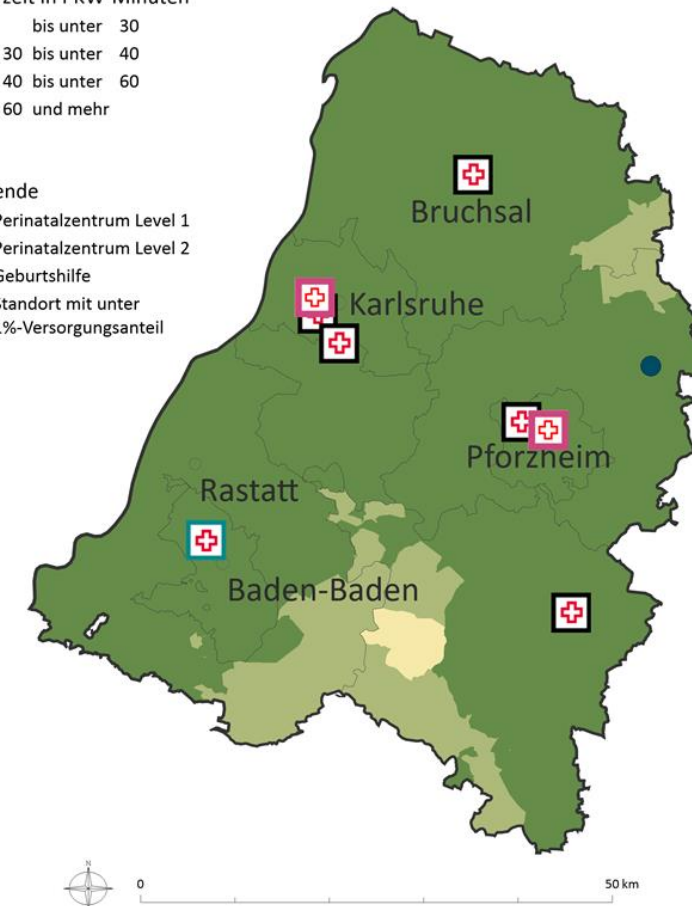 bis unter 30
30 bis unter 40
40 bis unter 60
60 und mehr
Perinatalzentrum Level 1
Perinatalzentrum Level 2
Geburtshilfe
Standort mit unter
%-Versorgungsanteil
Bruchsal
Karlsruhe
Pforzheim
Rastatt
Baden-Baden
N
0 50 km